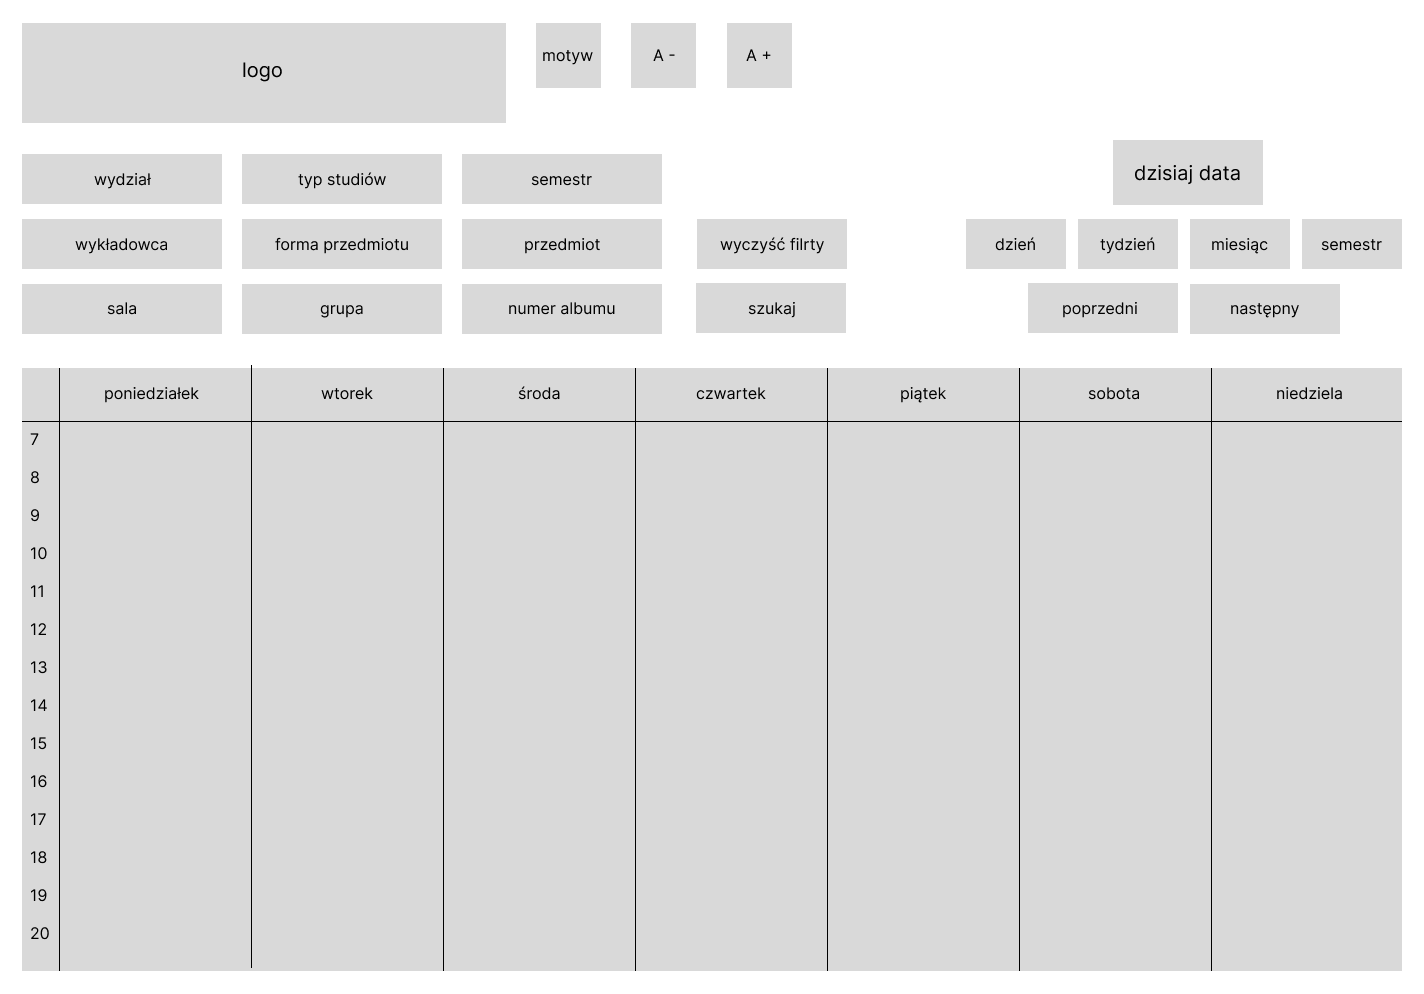 logo
motyw
A -
A +
dzisiaj data
wydział
typ studiów
semestr
wykładowca
forma przedmiotu
przedmiot
wyczyść filrty
dzień
tydzień
miesiąc
semestr
sala
grupa
numer albumu
szukaj
poprzedni
następny
poniedziałek
wtorek
środa
czwartek
piątek
sobota
niedziela
7
8
9
10
11
12
13
14
15
16
17
18
19
20